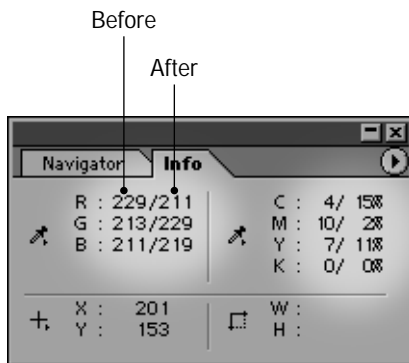 Before
After
Navigator Info
R : 229/211
G : 213/229
B : 211/219
C : 4/ 15%
M : 10/ 2%
Y : 7/ 11%
K : 0/ 0%
X : 201
Y : 153
W :
H :